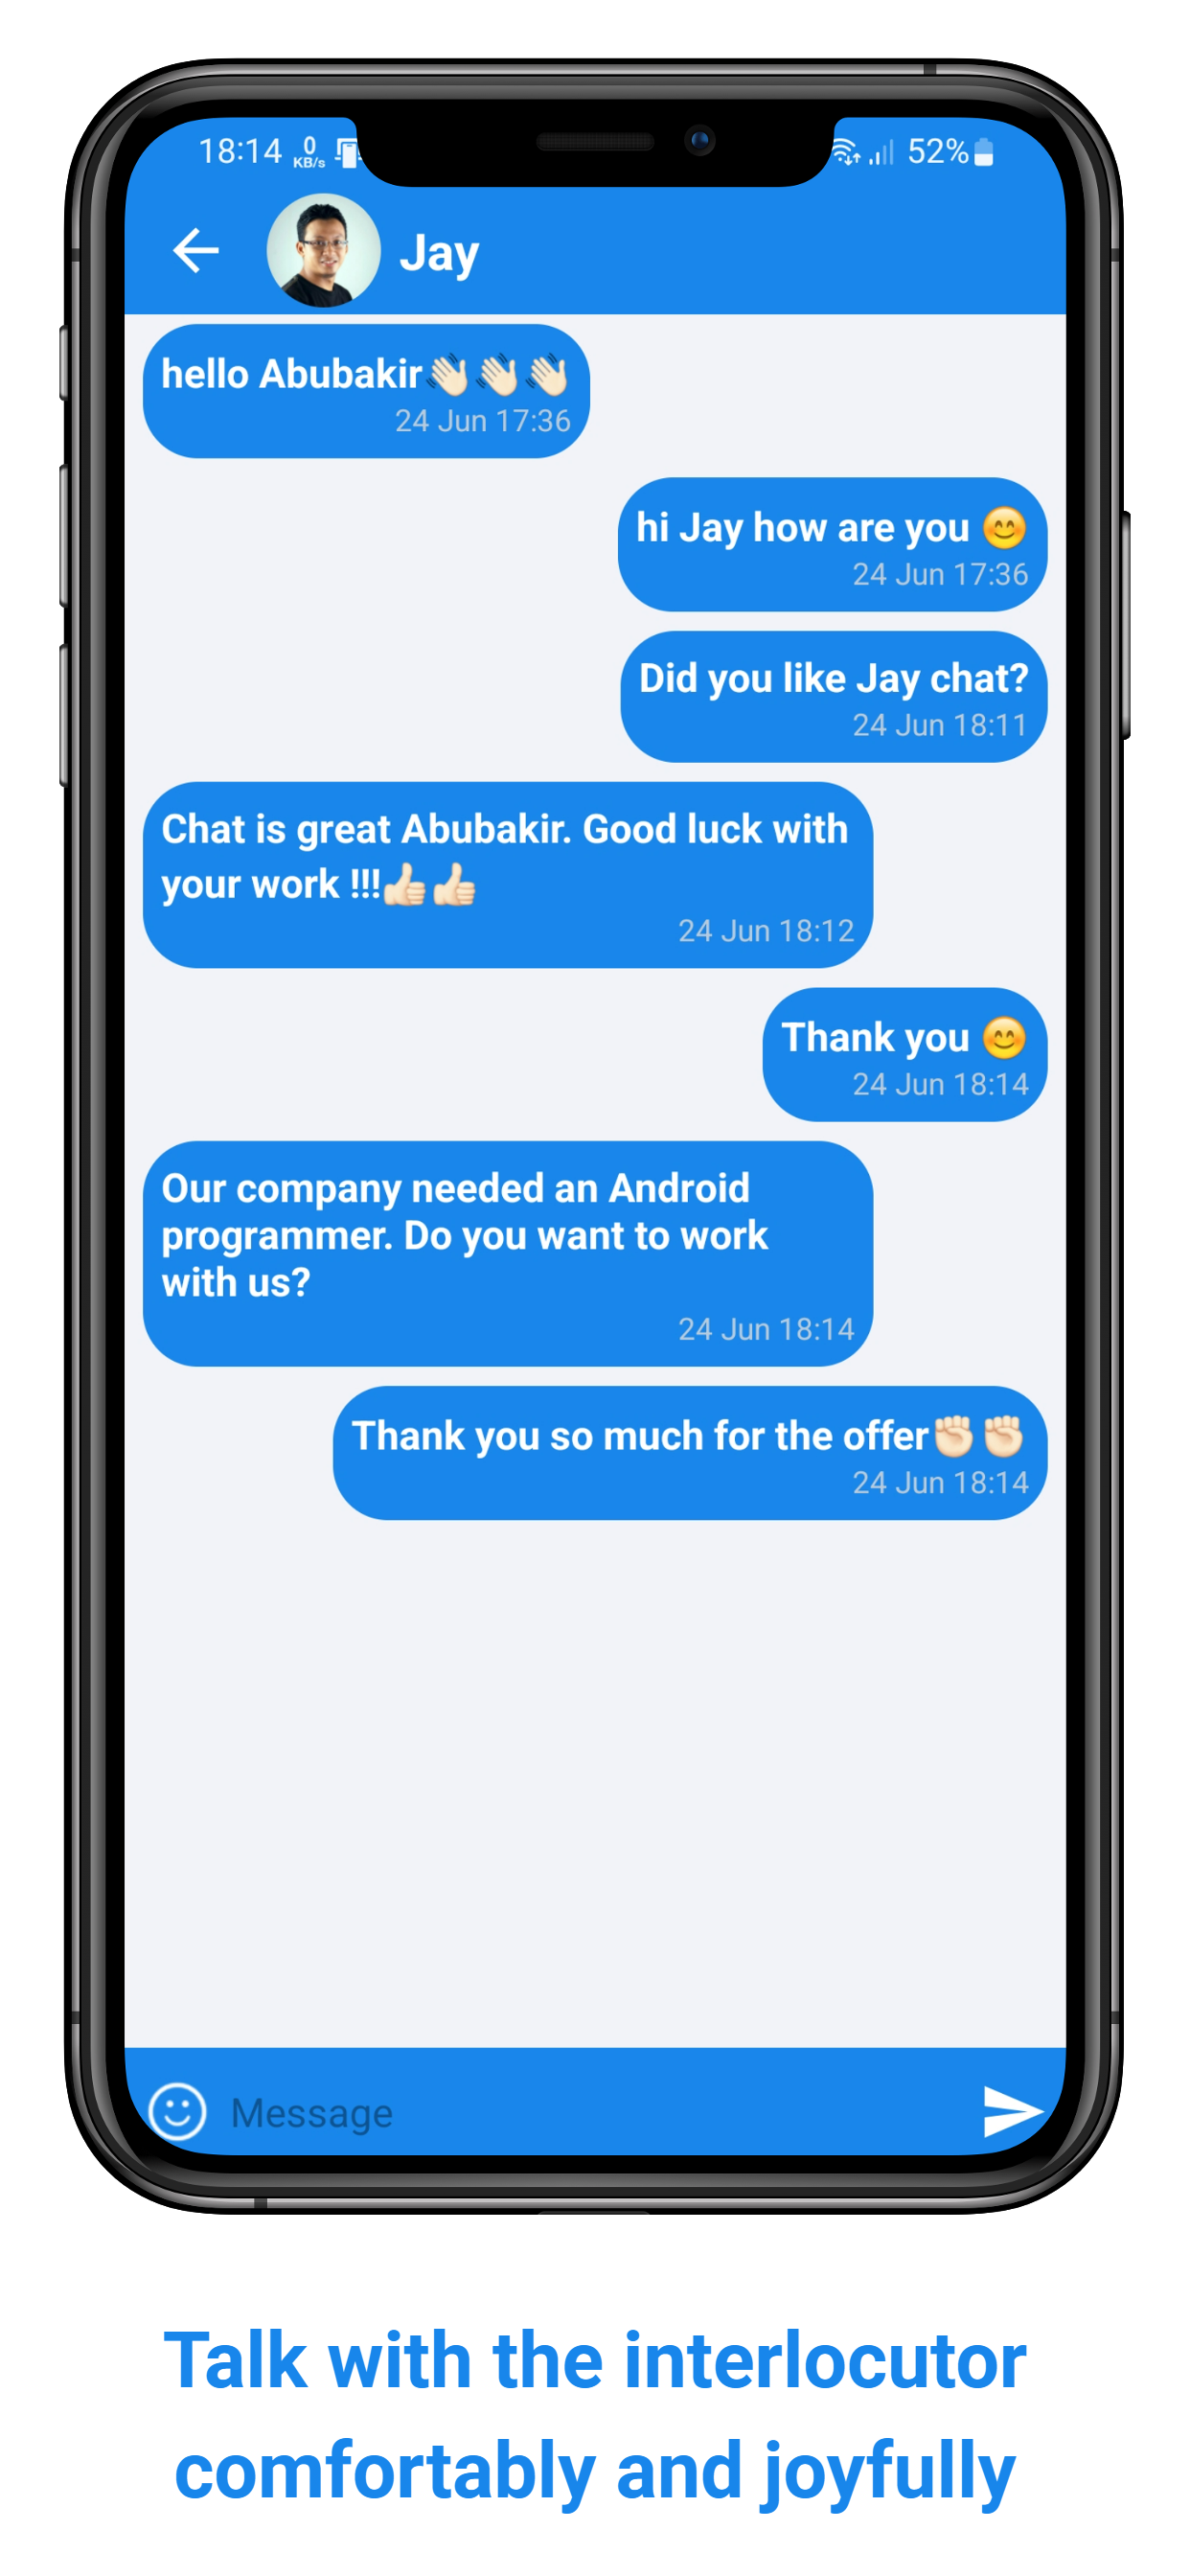 18:14 0 KB/s 52%
Jay
hello Abubakir👋🏻👋🏻👋🏻
24 Jun 17:36
hi Jay how are you 😊
24 Jun 17:36
Did you like Jay chat?
24 Jun 18:11
Chat is great Abubakir. Good luck with
your work !!!👍🏻👍🏻
24 Jun 18:12
Thank you 😊
24 Jun 18:14
Our company needed an Android
programmer. Do you want to work
with us?
24 Jun 18:14
Thank you so much for the offer✊🏻✊🏻
24 Jun 18:14
Message
Talk with the interlocutor
comfortably and joyfully